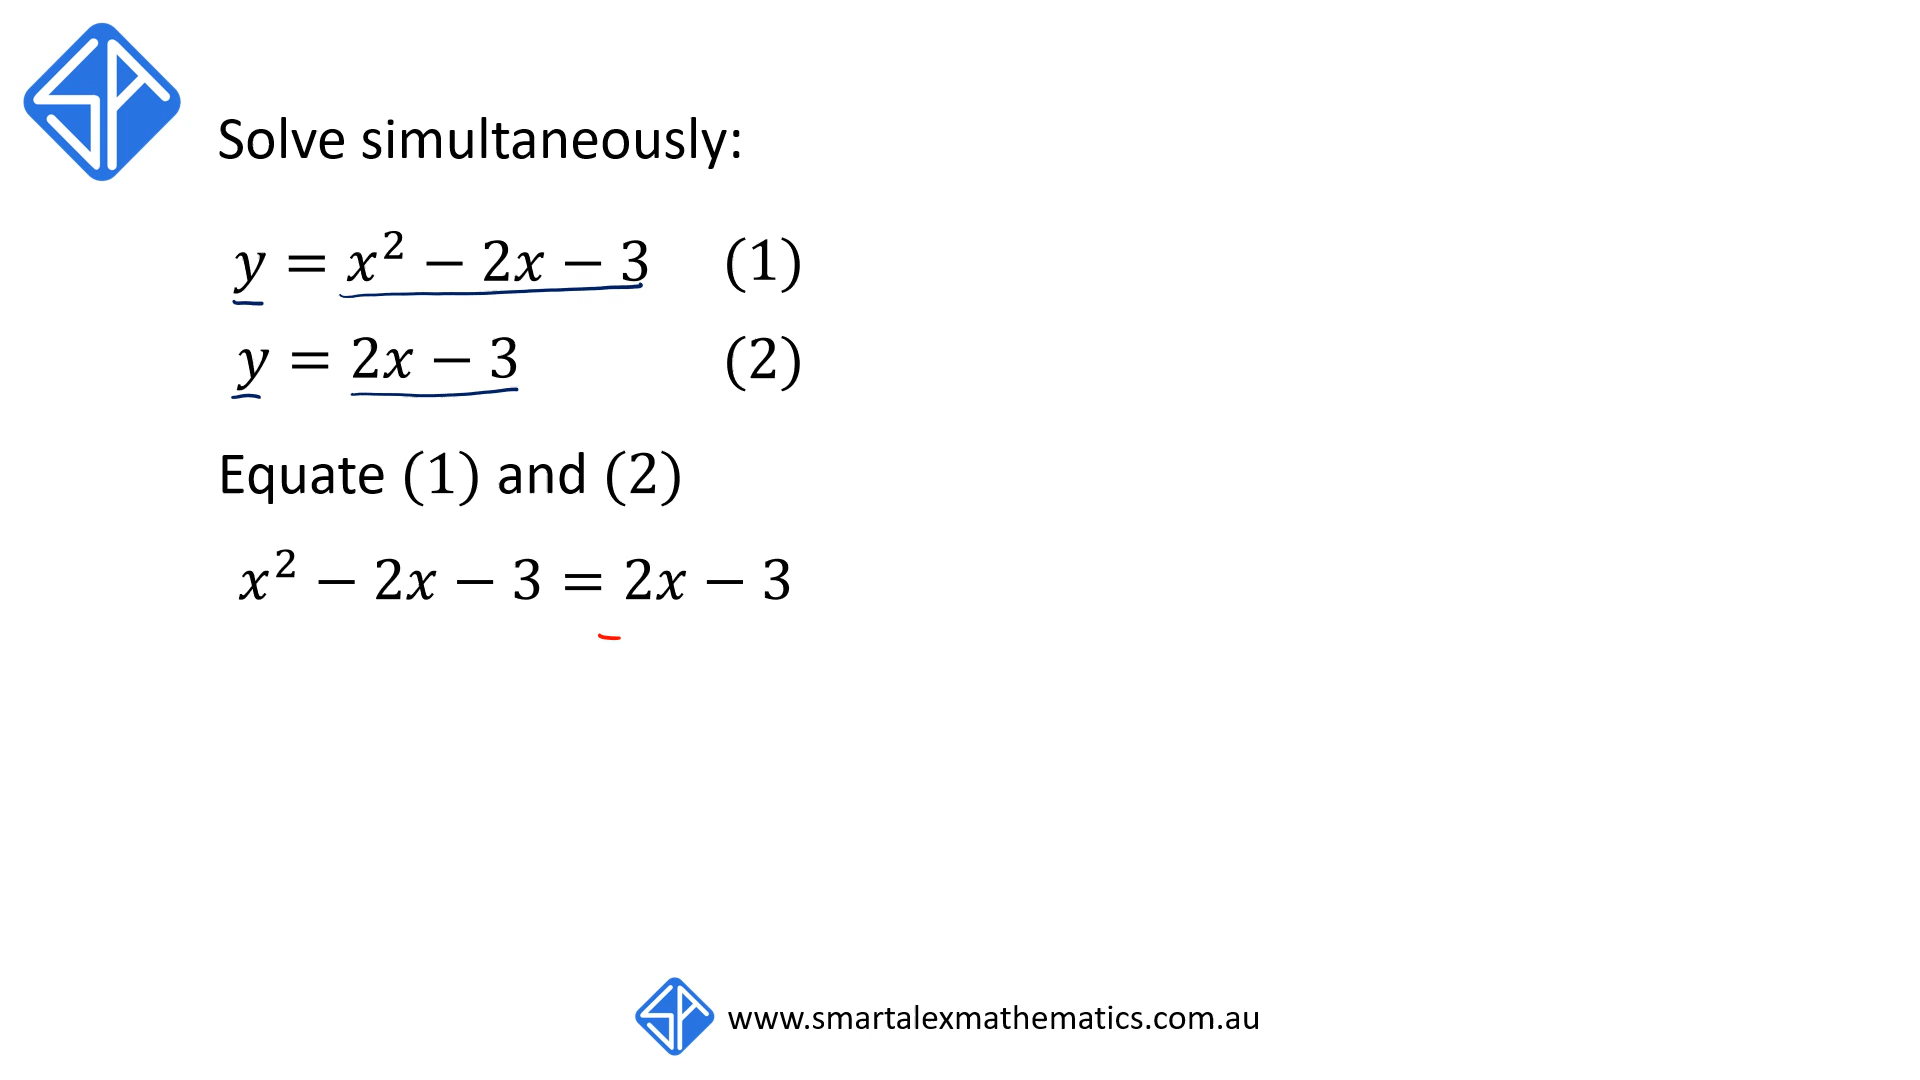 Solve simultaneously:
y = x² − 2x − 3 (1)
y = 2x − 3 (2)
Equate (1) and (2)
x² − 2x − 3 = 2x − 3
www.smartalexmathematics.com.au